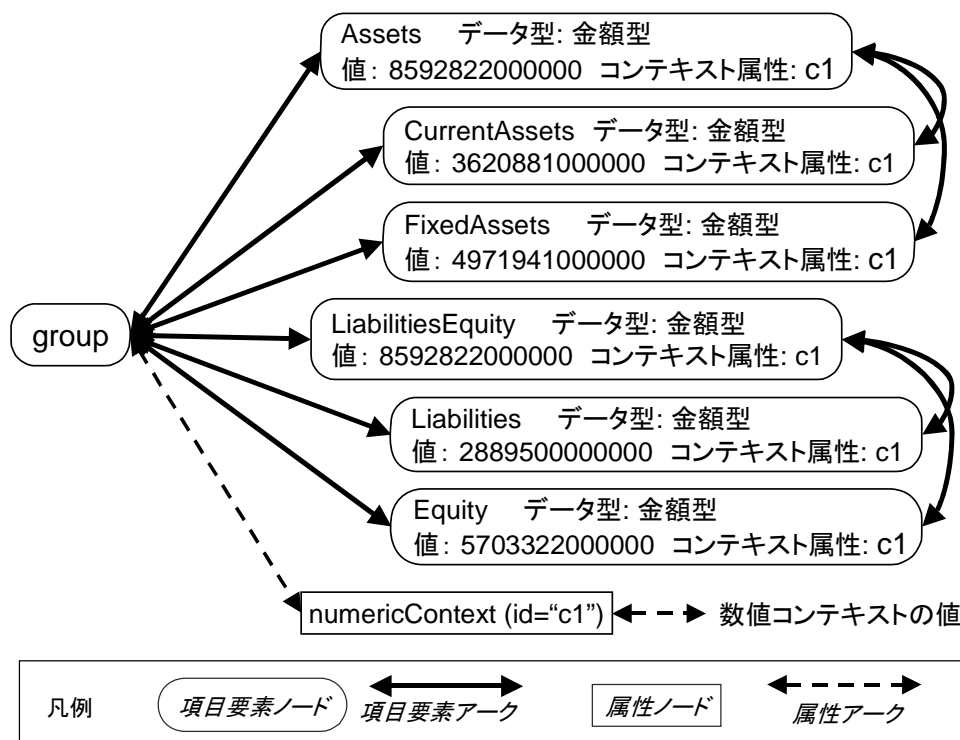 Assets データ型: 金額型
値: 8592822000000 コンテキスト属性: c1
CurrentAssets データ型: 金額型
値: 3620881000000 コンテキスト属性: c1
FixedAssets データ型: 金額型
値: 4971941000000 コンテキスト属性: c1
group
LiabilitiesEquity データ型: 金額型
値: 8592822000000 コンテキスト属性: c1
Liabilities データ型: 金額型
値: 2889500000000 コンテキスト属性: c1
Equity データ型: 金額型
値: 5703322000000 コンテキスト属性: c1
numericContext (id=“c1”) 数値コンテキストの値
凡例 項目要素ノード 項目要素アーク 属性ノード 属性アーク